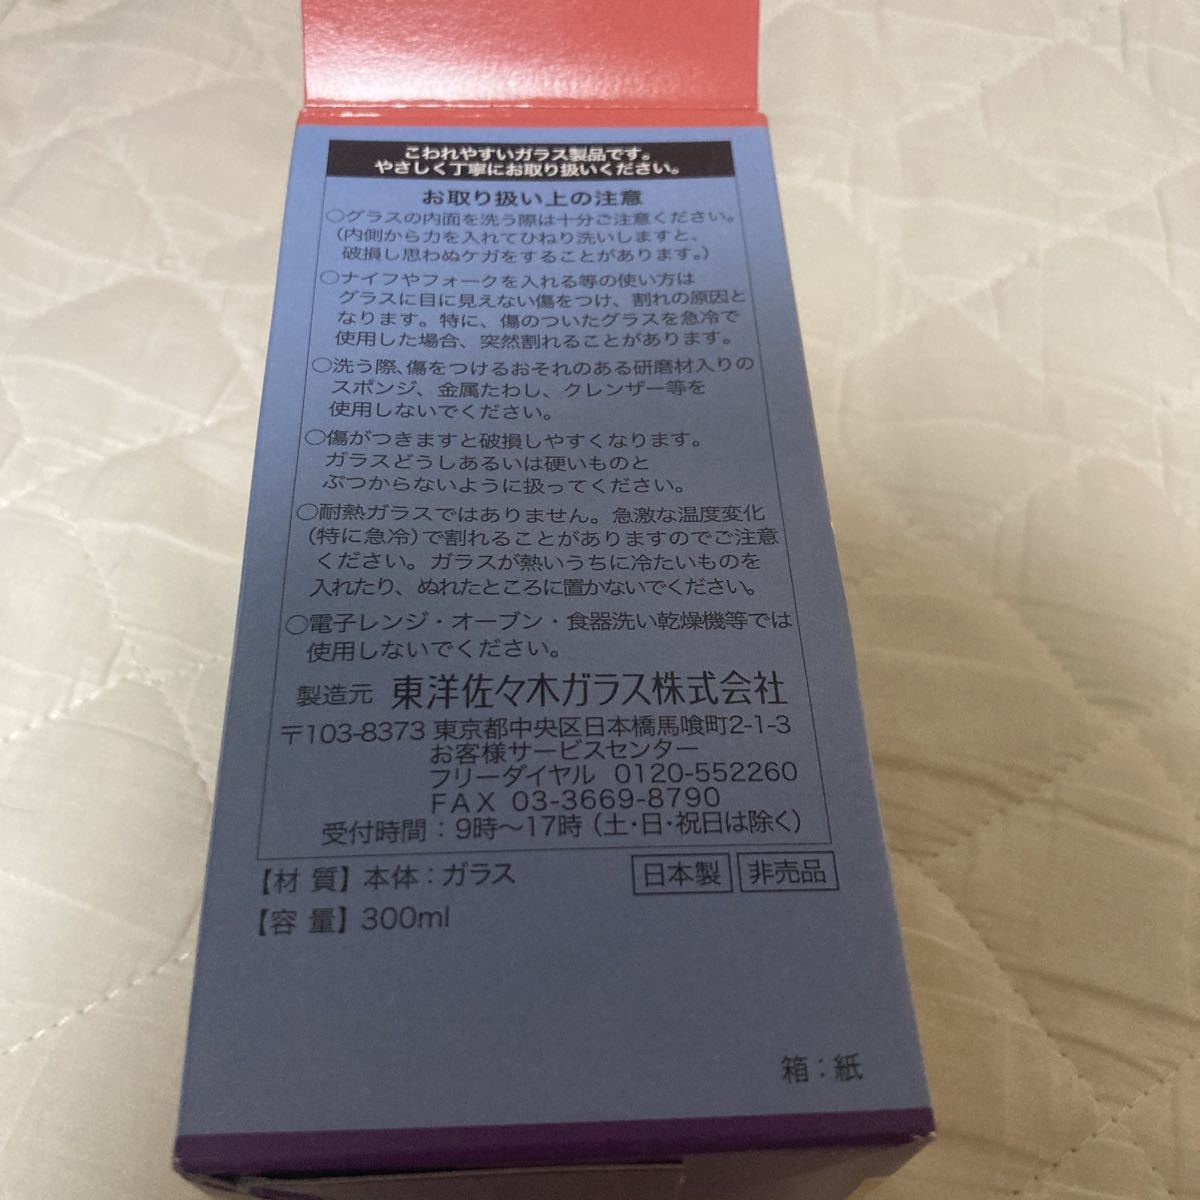 こわれやすいガラス製品です。
やさしく丁寧にお取り扱いください。
お取り扱い上の注意
○グラスの内面を洗う際は十分ご注意ください。
(内側から力を入れてひねり洗いしますと、
破損し思わぬケガをすることがあります。)
○ナイフやフォークを入れる等の使い方は
グラスに目に見えない傷をつけ、割れの原因と
なります。特に、傷のついたグラスを急冷で
使用した場合、突然割れることがあります。
○洗う際、傷をつけるおそれのある研磨材入りの
スポンジ、金属たわし、クレンザー等を
使用しないでください。
○傷がつきますと破損しやすくなります。
ガラスどうしあるいは硬いものと
ぶつからないように扱ってください。
○耐熱ガラスではありません。急激な温度変化
(特に急冷)で割れることがありますのでご注意
ください。ガラスが熱いうちに冷たいものを
入れたり、ぬれたところに置かないでください。
○電子レンジ・オーブン・食器洗い乾燥機等では
使用しないでください。
製造元 東洋佐々木ガラス株式会社
〒103-8373 東京都中央区日本橋馬喰町2-1-3
お客様サービスセンター
フリーダイヤル 0120-552260
FAX 03-3669-8790
受付時間：9時〜17時(土・日・祝日は除く)
【材 質】本体：ガラス 日本製 非売品
【容 量】300ml
箱：紙